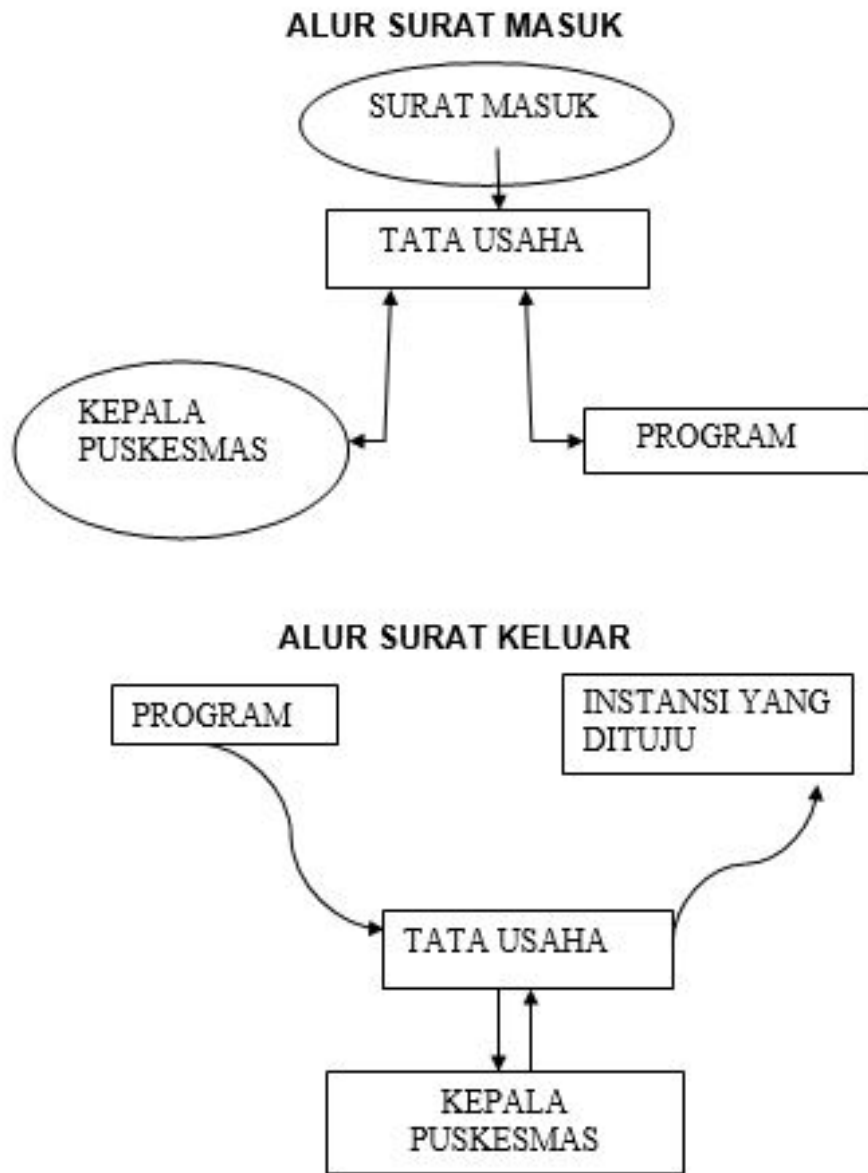 ALUR SURAT MASUK
SURAT MASUK
TATA USAHA
KEPALA
PUSKESMAS
PROGRAM
ALUR SURAT KELUAR
PROGRAM
INSTANSI YANG
DITUJU
TATA USAHA
KEPALA
PUSKESMAS